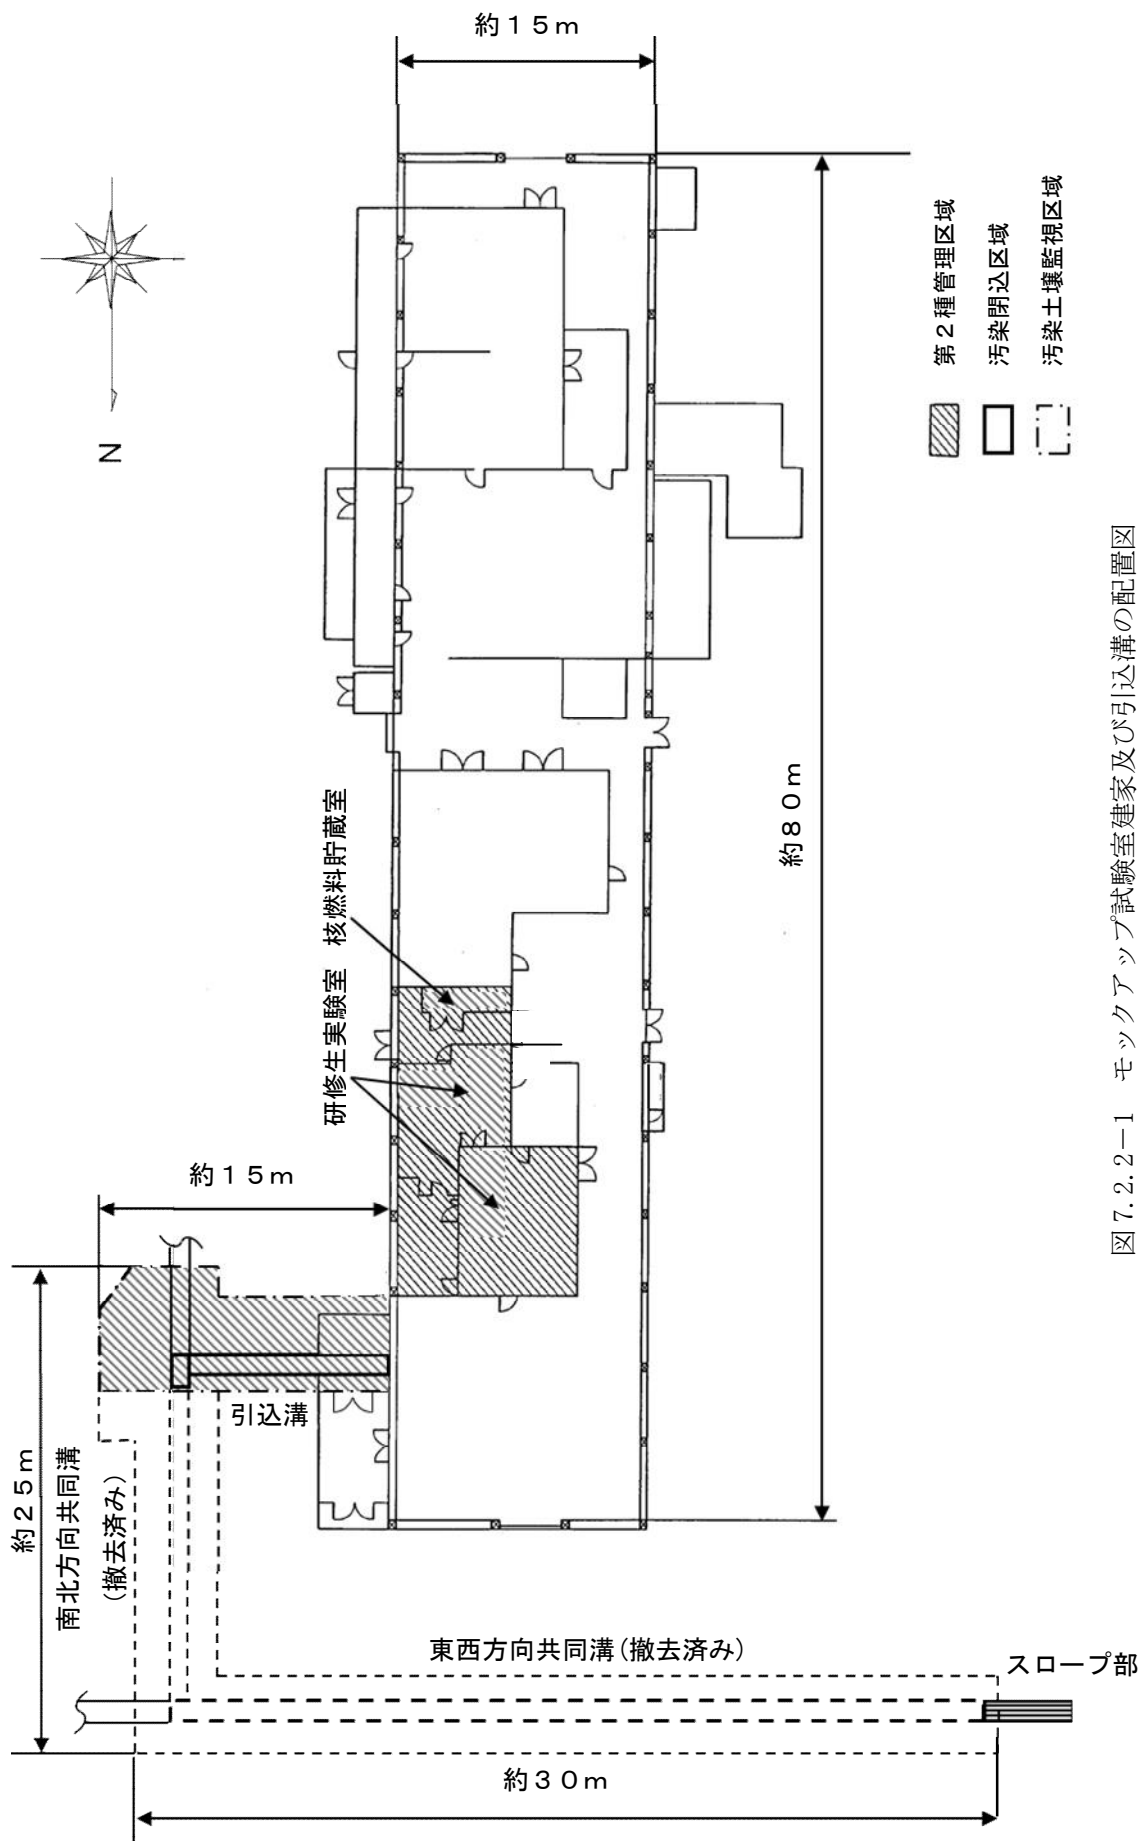 約１５ｍ
N
第２種管理区域
汚染閉込区域
汚染土壌監視区域
約８０ｍ
核燃料貯蔵室
研修生実験室
約１５ｍ
引込溝
約２５ｍ
南北方向共同溝
(撤去済み)
東西方向共同溝(撤去済み)
スロープ部
約３０ｍ
図 7.2.2－1　モックアップ試験室建家及び引込溝の配置図